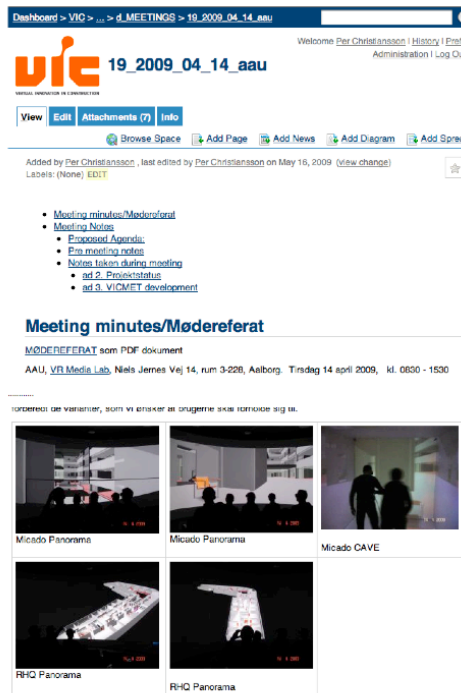 Dashboard > VIC > ... > d_MEETINGS > 19_2009_04_14_aau
Welcome Per Christiansson | History | Pref
Administration | Log Ou
vic
VIRTUAL INNOVATION IN CONSTRUCTION
19_2009_04_14_aau
View Edit Attachments (7) Info
Browse Space Add Page Add News Add Diagram Add Spre
Added by Per Christiansson , last edited by Per Christiansson on May 16, 2009 (view change)
Labels: (None) EDIT
• Meeting minutes/Mødereferat
• Meeting Notes
• Proposed Agenda:
• Pre meeting notes
• Notes taken during meeting
• ad 2. Projektstatus
• ad 3. VICMET development
Meeting minutes/Mødereferat
MØDEREFERAT som PDF dokument
AAU, VR Media Lab, Niels Jernes Vej 14, rum 3-228, Aalborg. Tirsdag 14 april 2009, kl. 0830 - 1530
..........
forberedt de varianter, som vi ønsker at brugerne skal forholde sig til.
Micado Panorama
Micado Panorama
Micado CAVE
RHQ Panorama
RHQ Panorama